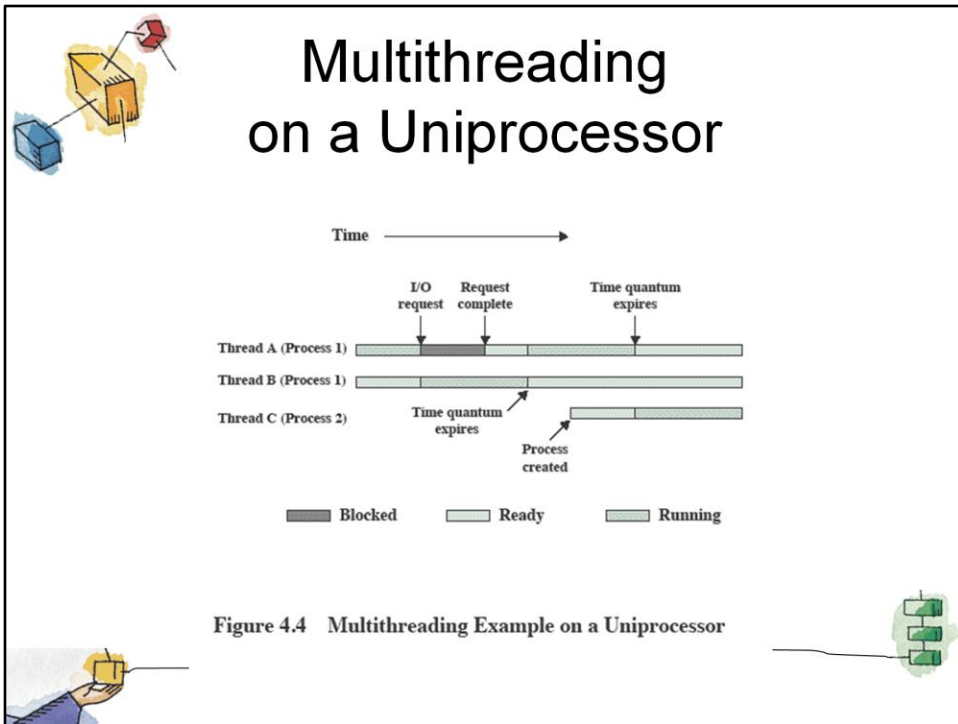 Multithreading
on a Uniprocessor
Time
I/O
request
Request
complete
Time quantum
expires
Thread A (Process 1)
Thread B (Process 1)
Thread C (Process 2)
Time quantum
expires
Process
created
Blocked
Ready
Running
Figure 4.4 Multithreading Example on a Uniprocessor